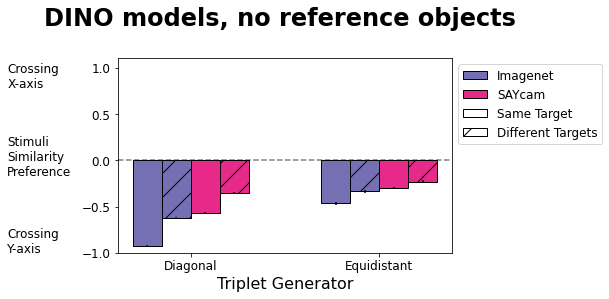 DINO models, no reference objects
Crossing
X-axis
Stimuli
Similarity
Preference
Crossing
Y-axis
1.0
0.5
0.0
−0.5
−1.0
Diagonal
Equidistant
Triplet Generator
Imagenet
SAYcam
Same Target
Different Targets